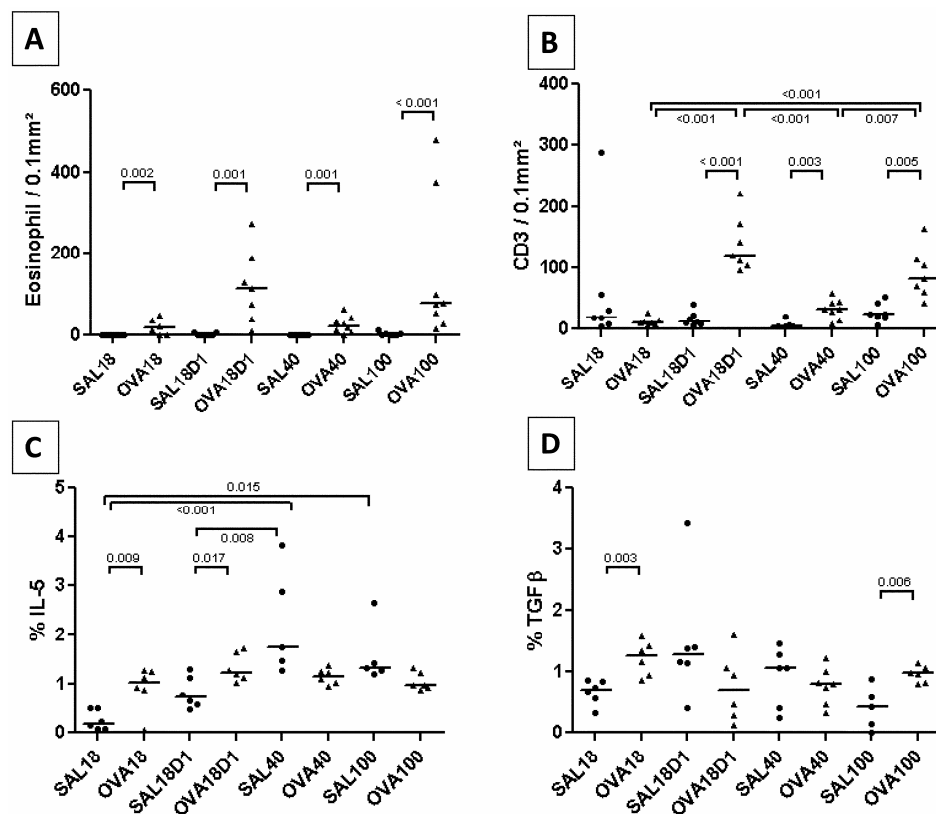 A
Eosinophil / 0.1mm²
600
400
200
0
0.002
0.001
0.001
< 0.001
SAL18
OVA18
SAL18D1
OVA18D1
SAL40
OVA40
SAL100
OVA100
B
CD3 / 0.1mm²
400
300
200
100
0
<0.001
<0.001
<0.001
0.007
< 0.001
0.003
0.005
SAL18
OVA18
SAL18D1
OVA18D1
SAL40
OVA40
SAL100
OVA100
C
% IL-5
5
4
3
2
1
0
0.015
<0.001
0.008
0.009
0.017
SAL18
OVA18
SAL18D1
OVA18D1
SAL40
OVA40
SAL100
OVA100
D
% TGFβ
4
3
2
1
0
0.003
0.006
SAL18
OVA18
SAL18D1
OVA18D1
SAL40
OVA40
SAL100
OVA100